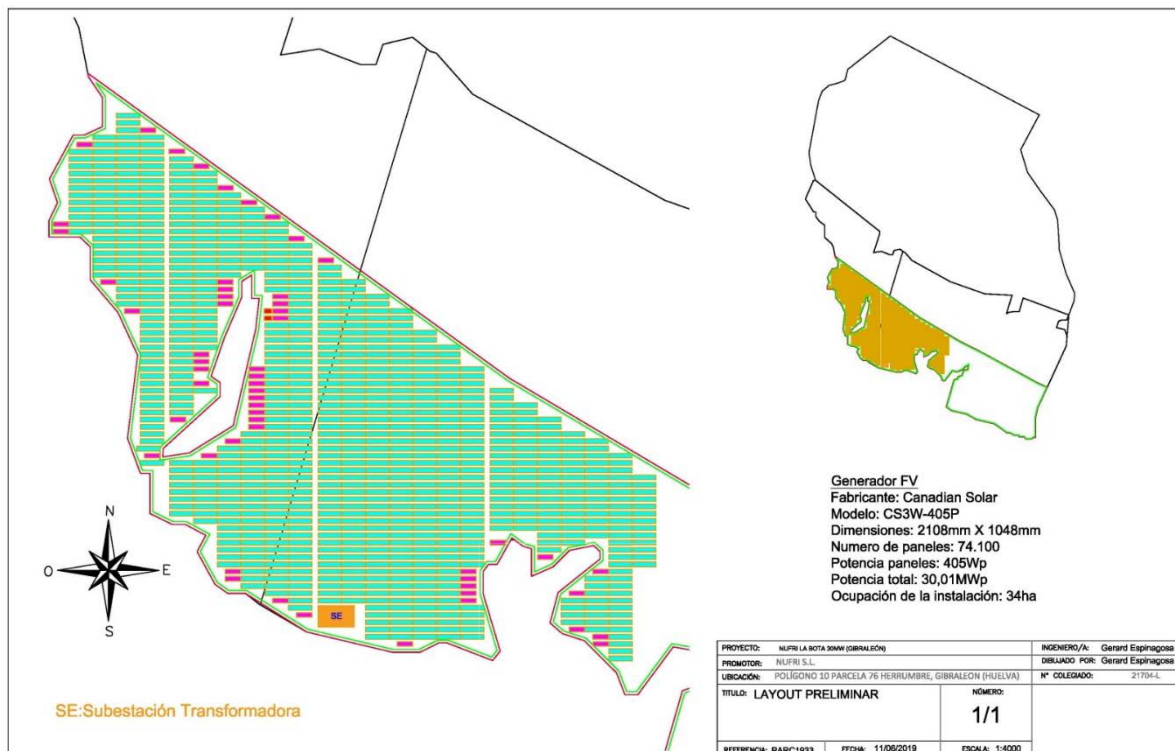 N
O
E
S
SE
SE:Subestación Transformadora
Generador FV
Fabricante: Canadian Solar
Modelo: CS3W-405P
Dimensiones: 2108mm X 1048mm
Numero de paneles: 74.100
Potencia paneles: 405Wp
Potencia total: 30,01MWp
Ocupación de la instalación: 34ha
PROYECTO: NUFRI LA BOTA 30MW (GIBRALEÓN)
INGENIERO/A: Gerard Espinagosa
PROMOTOR: NUFRI S.L.
DIBUJADO POR: Gerard Espinagosa
UBICACIÓN: POLÍGONO 10 PARCELA 76 HERRUMBRE, GIBRALEON (HUELVA)
Nº COLEGIADO: 21704-L
TITULO: LAYOUT PRELIMINAR
NÚMERO:
1/1
REFERENCIA: PARC1933 FECHA: 11/06/2019 ESCALA: 1:4000